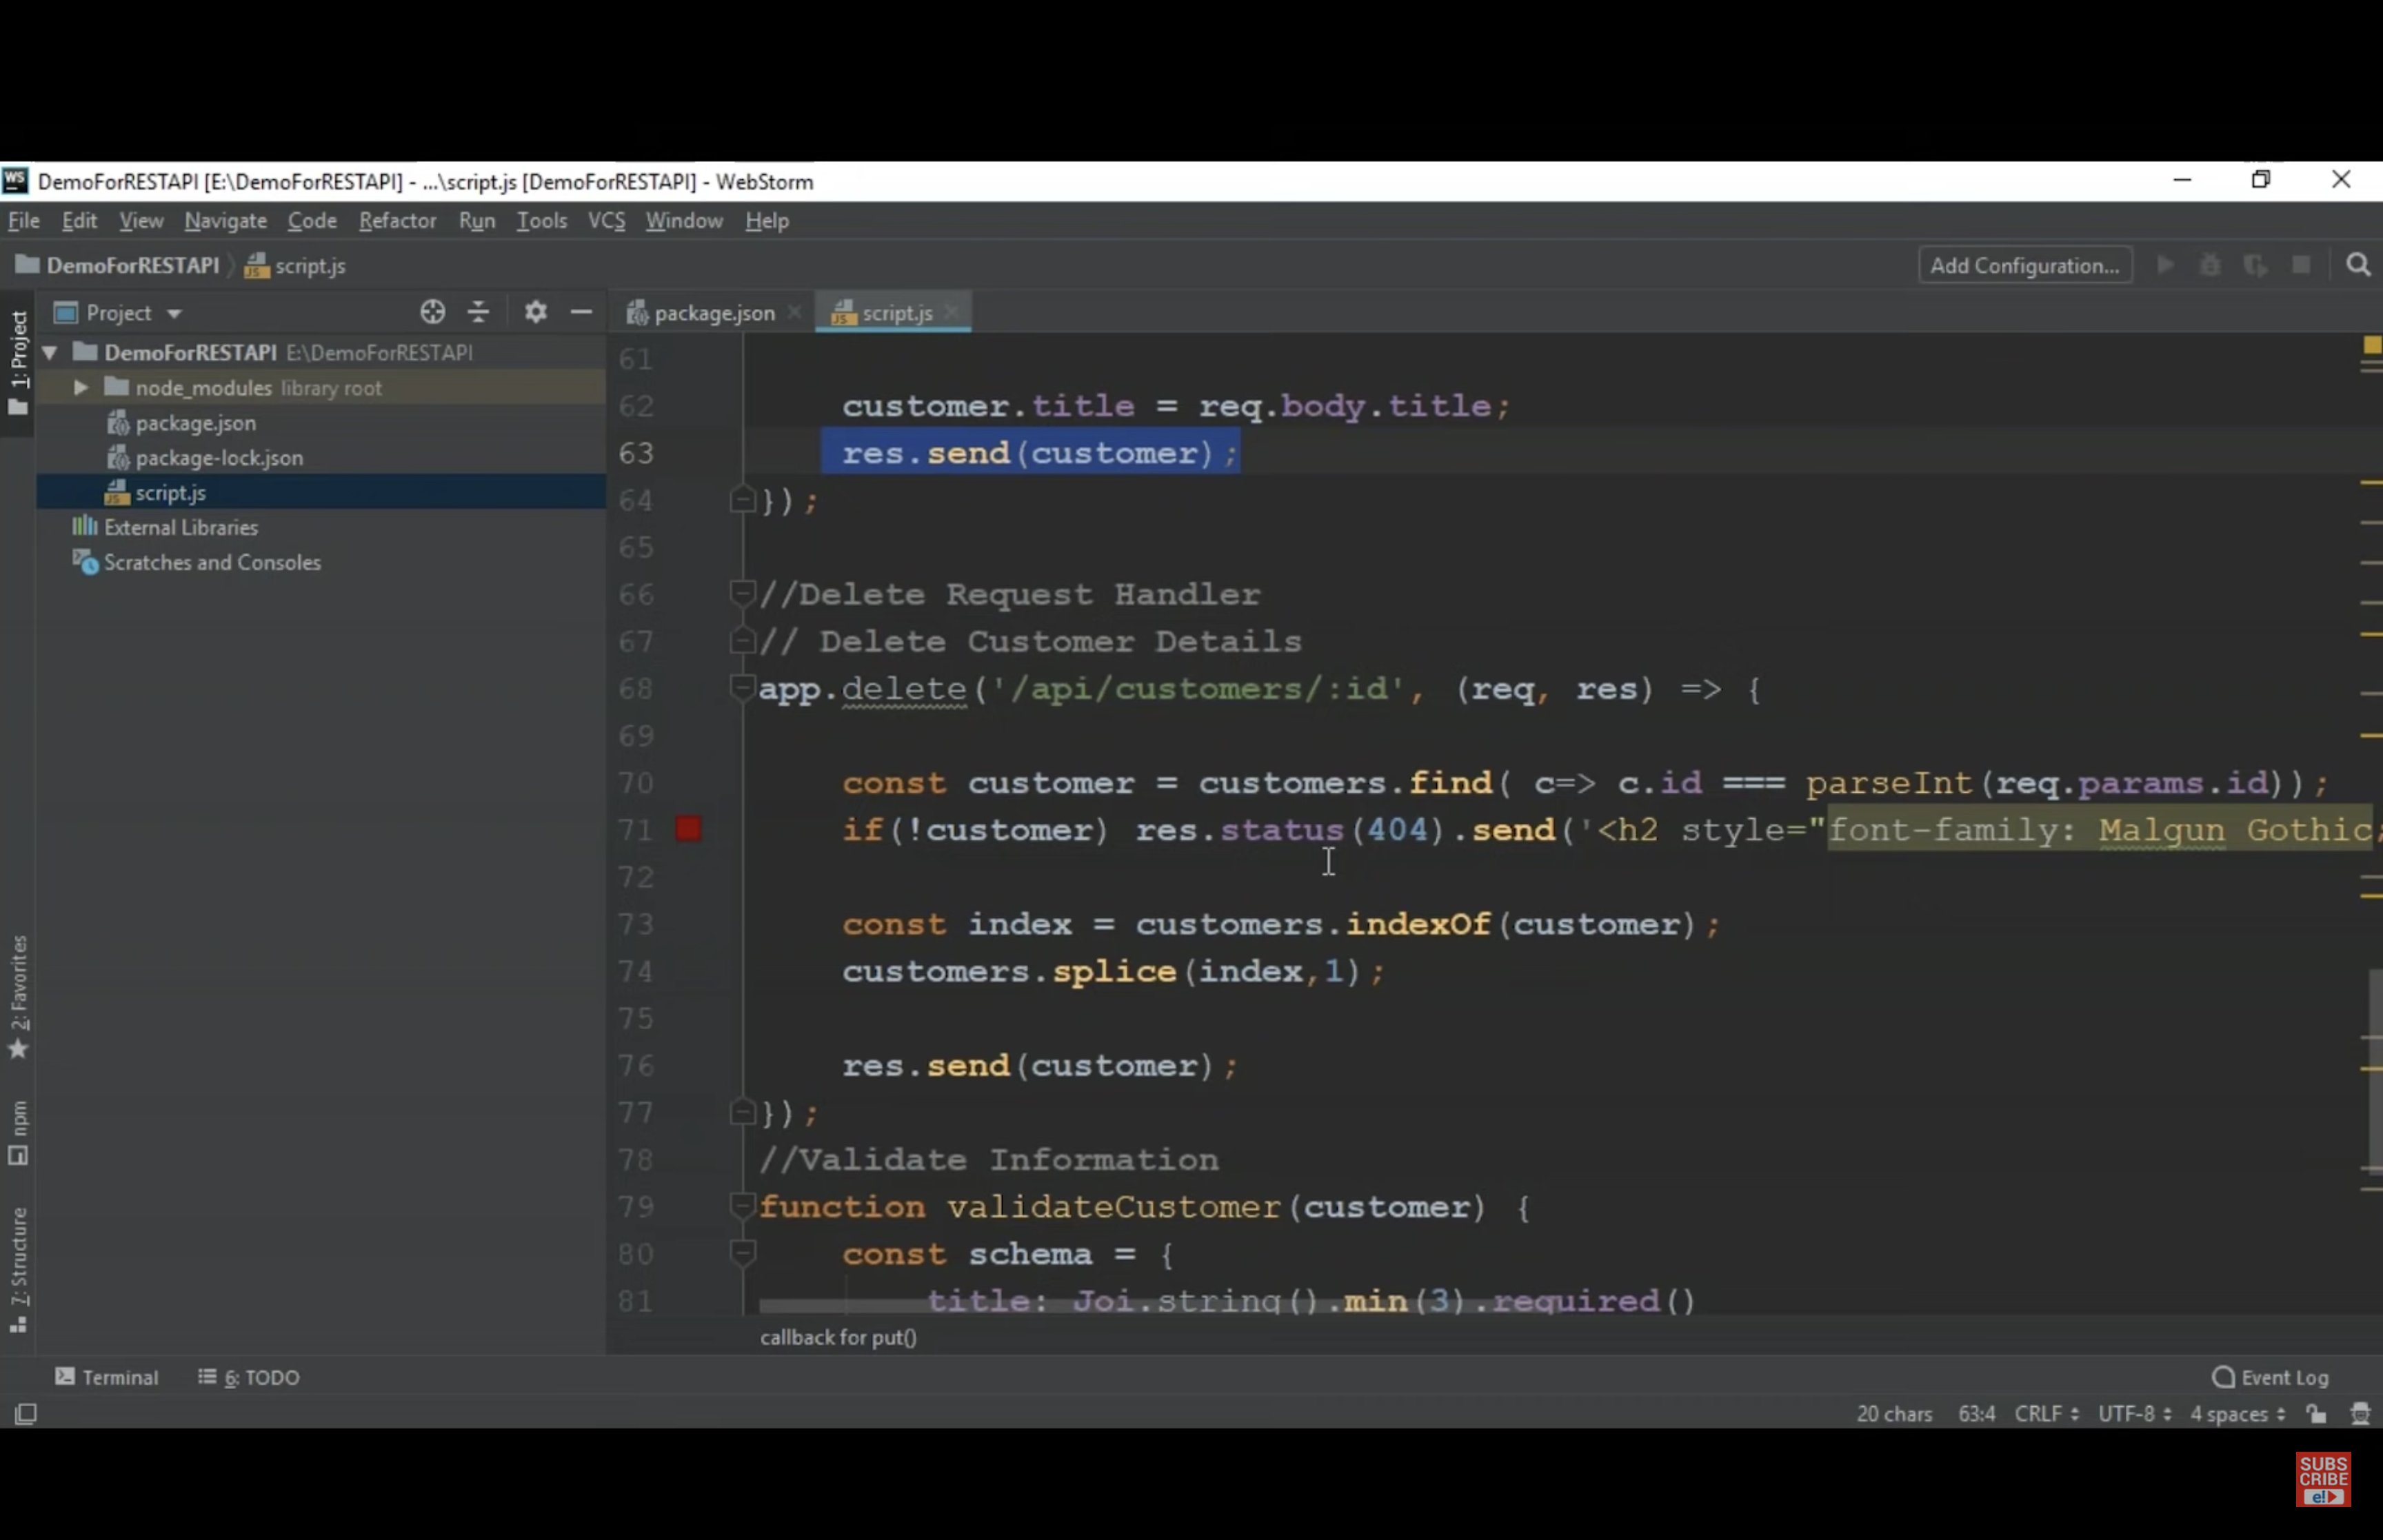 DemoForRESTAPI [E:\DemoForRESTAPI] - ...\script.js [DemoForRESTAPI] - WebStorm
File Edit View Navigate Code Refactor Run Tools VCS Window Help
DemoForRESTAPI script.js Add Configuration...
1: Project
2: Favorites
npm
7: Structure
Project
DemoForRESTAPI E:\DemoForRESTAPI
node_modules library root
package.json
package-lock.json
script.js
External Libraries
Scratches and Consoles
package.json script.js
61
62 customer.title = req.body.title;
63 res.send(customer);
64 });
65
66 //Delete Request Handler
67 // Delete Customer Details
68 app.delete('/api/customers/:id', (req, res) => {
69
70 const customer = customers.find( c=> c.id === parseInt(req.params.id));
71 if(!customer) res.status(404).send('<h2 style="font-family: Malgun Gothic;
72
73 const index = customers.indexOf(customer);
74 customers.splice(index,1);
75
76 res.send(customer);
77 });
78 //Validate Information
79 function validateCustomer(customer) {
80 const schema = {
81 title: Joi.string().min(3).required()
callback for put()
Terminal 6: TODO Event Log
20 chars 63:4 CRLF UTF-8 4 spaces
SUBS
CRIBE
e!